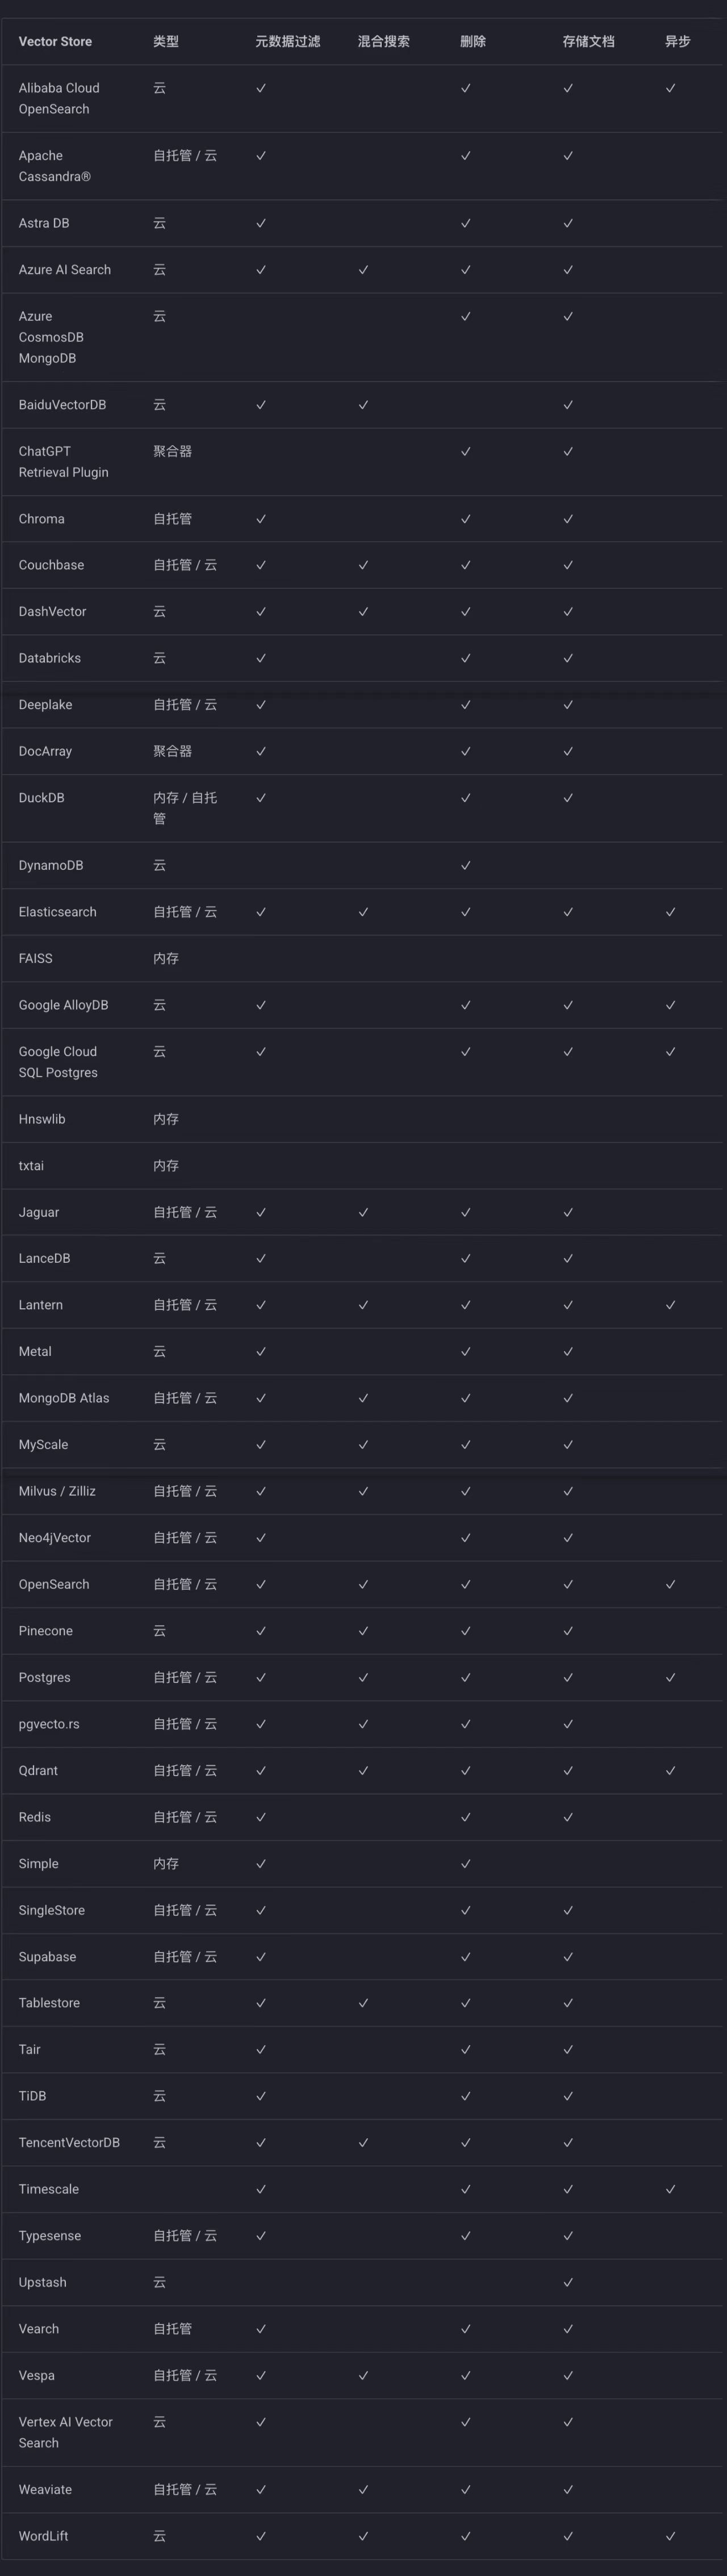 Vector Store 类型 元数据过滤 混合搜索 删除 存储文档 异步
Alibaba Cloud 云 ✓ ✓ ✓ ✓
OpenSearch
Apache 自托管 / 云 ✓ ✓ ✓
Cassandra®
Astra DB 云 ✓ ✓ ✓
Azure AI Search 云 ✓ ✓ ✓ ✓
Azure 云 ✓ ✓
CosmosDB
MongoDB
BaiduVectorDB 云 ✓ ✓ ✓
ChatGPT 聚合器 ✓ ✓
Retrieval Plugin
Chroma 自托管 ✓ ✓ ✓
Couchbase 自托管 / 云 ✓ ✓ ✓ ✓
DashVector 云 ✓ ✓ ✓ ✓
Databricks 云 ✓ ✓ ✓
Deeplake 自托管 / 云 ✓ ✓ ✓
DocArray 聚合器 ✓ ✓ ✓
DuckDB 内存 / 自托 ✓ ✓ ✓
管
DynamoDB 云 ✓
Elasticsearch 自托管 / 云 ✓ ✓ ✓ ✓ ✓
FAISS 内存
Google AlloyDB 云 ✓ ✓ ✓ ✓
Google Cloud 云 ✓ ✓ ✓ ✓
SQL Postgres
Hnswlib 内存
txtai 内存
Jaguar 自托管 / 云 ✓ ✓ ✓ ✓
LanceDB 云 ✓ ✓ ✓
Lantern 自托管 / 云 ✓ ✓ ✓ ✓ ✓
Metal 云 ✓ ✓ ✓
MongoDB Atlas 自托管 / 云 ✓ ✓ ✓ ✓
MyScale 云 ✓ ✓ ✓ ✓
Milvus / Zilliz 自托管 / 云 ✓ ✓ ✓ ✓
Neo4jVector 自托管 / 云 ✓ ✓ ✓
OpenSearch 自托管 / 云 ✓ ✓ ✓ ✓ ✓
Pinecone 云 ✓ ✓ ✓ ✓
Postgres 自托管 / 云 ✓ ✓ ✓ ✓ ✓
pgvecto.rs 自托管 / 云 ✓ ✓ ✓ ✓
Qdrant 自托管 / 云 ✓ ✓ ✓ ✓ ✓
Redis 自托管 / 云 ✓ ✓ ✓
Simple 内存 ✓ ✓
SingleStore 自托管 / 云 ✓ ✓ ✓
Supabase 自托管 / 云 ✓ ✓ ✓
Tablestore 云 ✓ ✓ ✓ ✓
Tair 云 ✓ ✓ ✓
TiDB 云 ✓ ✓ ✓
TencentVectorDB 云 ✓ ✓ ✓ ✓
Timescale ✓ ✓ ✓ ✓
Typesense 自托管 / 云 ✓ ✓ ✓
Upstash 云 ✓
Vearch 自托管 ✓ ✓ ✓
Vespa 自托管 / 云 ✓ ✓ ✓ ✓
Vertex AI Vector 云 ✓ ✓ ✓
Search
Weaviate 自托管 / 云 ✓ ✓ ✓ ✓
WordLift 云 ✓ ✓ ✓ ✓ ✓